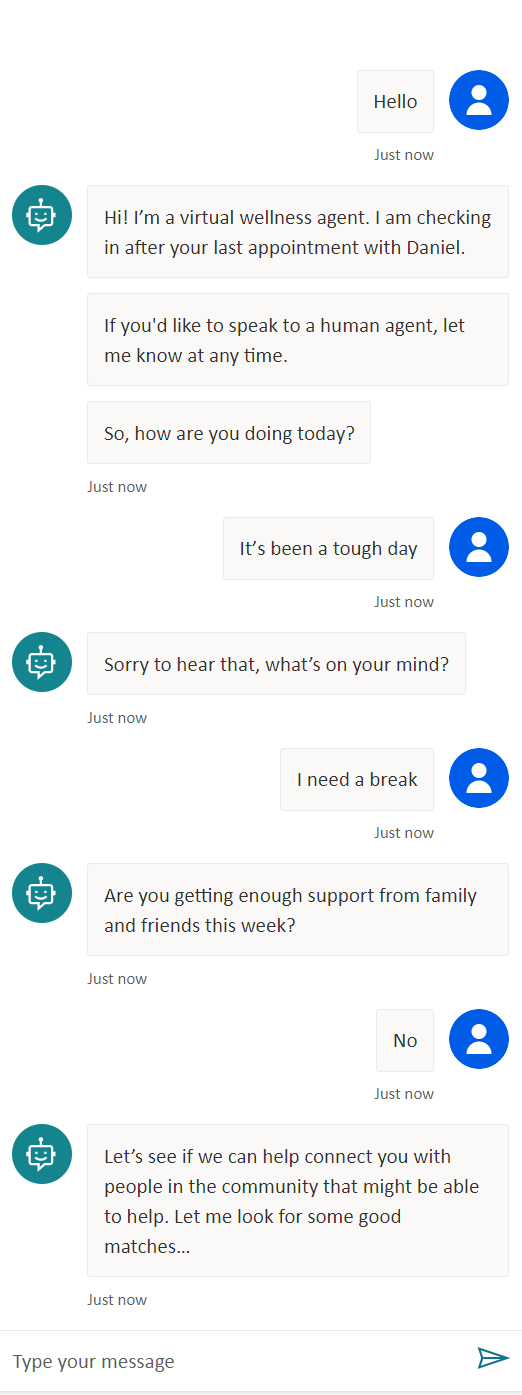 Hello
Just now
Hi! I’m a virtual wellness agent. I am checking
in after your last appointment with Daniel.
If you'd like to speak to a human agent, let
me know at any time.
So, how are you doing today?
Just now
It’s been a tough day
Just now
Sorry to hear that, what’s on your mind?
Just now
I need a break
Just now
Are you getting enough support from family
and friends this week?
Just now
No
Just now
Let’s see if we can help connect you with
people in the community that might be able
to help. Let me look for some good
matches…
Just now
Type your message